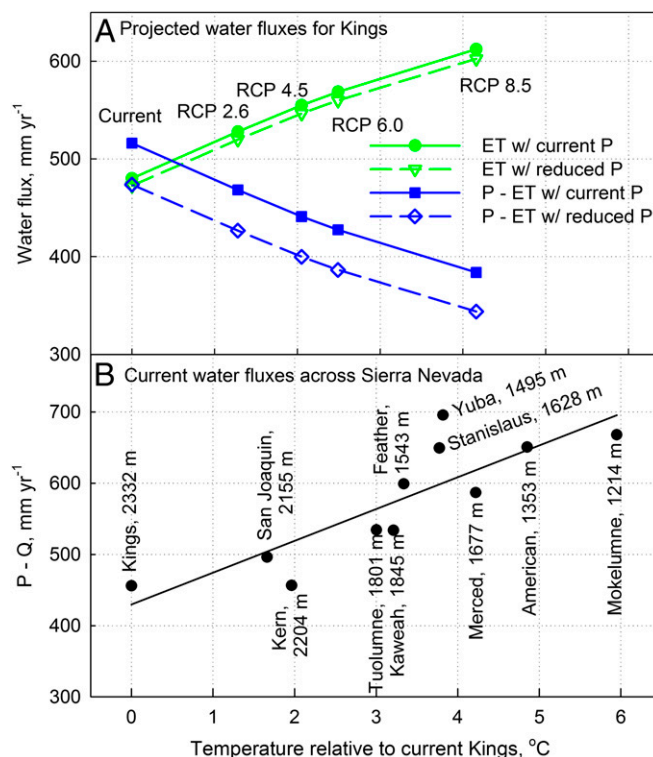 A Projected water fluxes for Kings
600
500
400
300
Water flux, mm yr-1
Current
RCP 2.6
RCP 4.5
RCP 6.0
RCP 8.5
ET w/ current P
ET w/ reduced P
P - ET w/ current P
P - ET w/ reduced P
B Current water fluxes across Sierra Nevada
700
600
500
400
300
P - Q, mm yr-1
Kings, 2332 m
San Joaquin,
2155 m
Kern,
2204 m
Tuolumne, 1801 m
Kaweah, 1845 m
Feather,
1543 m
Yuba, 1495 m
Stanislaus, 1628 m
Merced, 1677 m
American, 1353 m
Mokelumne, 1214 m
0 1 2 3 4 5 6
Temperature relative to current Kings, °C